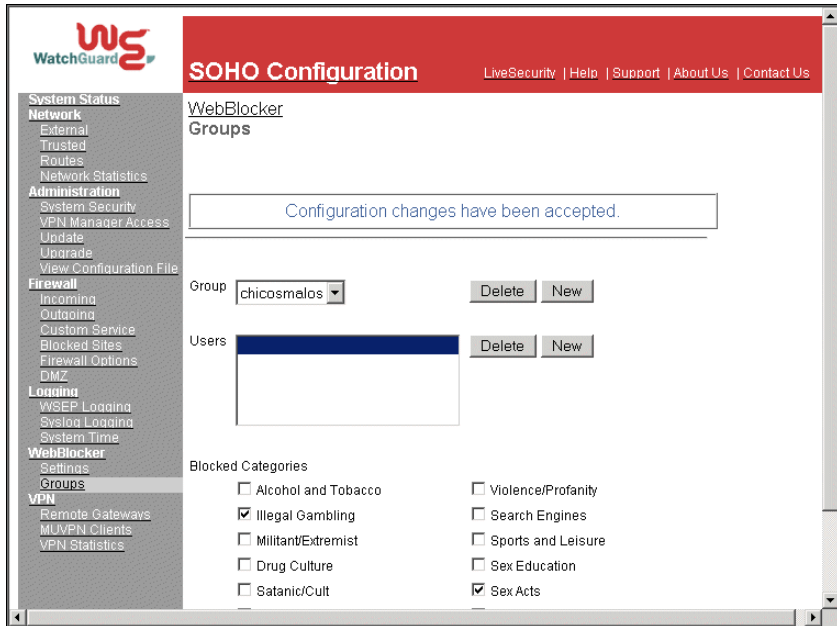 WatchGuard
SOHO Configuration
LiveSecurity | Help | Support | About Us | Contact Us
System Status
Network
External
Trusted
Routes
Network Statistics
Administration
System Security
VPN Manager Access
Update
Upgrade
View Configuration File
Firewall
Incoming
Outgoing
Custom Service
Blocked Sites
Firewall Options
DMZ
Logging
WSEP Logging
Syslog Logging
System Time
WebBlocker
Settings
Groups
VPN
Remote Gateways
MUVPN Clients
VPN Statistics
WebBlocker
Groups
Configuration changes have been accepted.
Group chicosmalos Delete New
Users Delete New
Blocked Categories
Alcohol and Tobacco Violence/Profanity
Illegal Gambling Search Engines
Militant/Extremist Sports and Leisure
Drug Culture Sex Education
Satanic/Cult Sex Acts